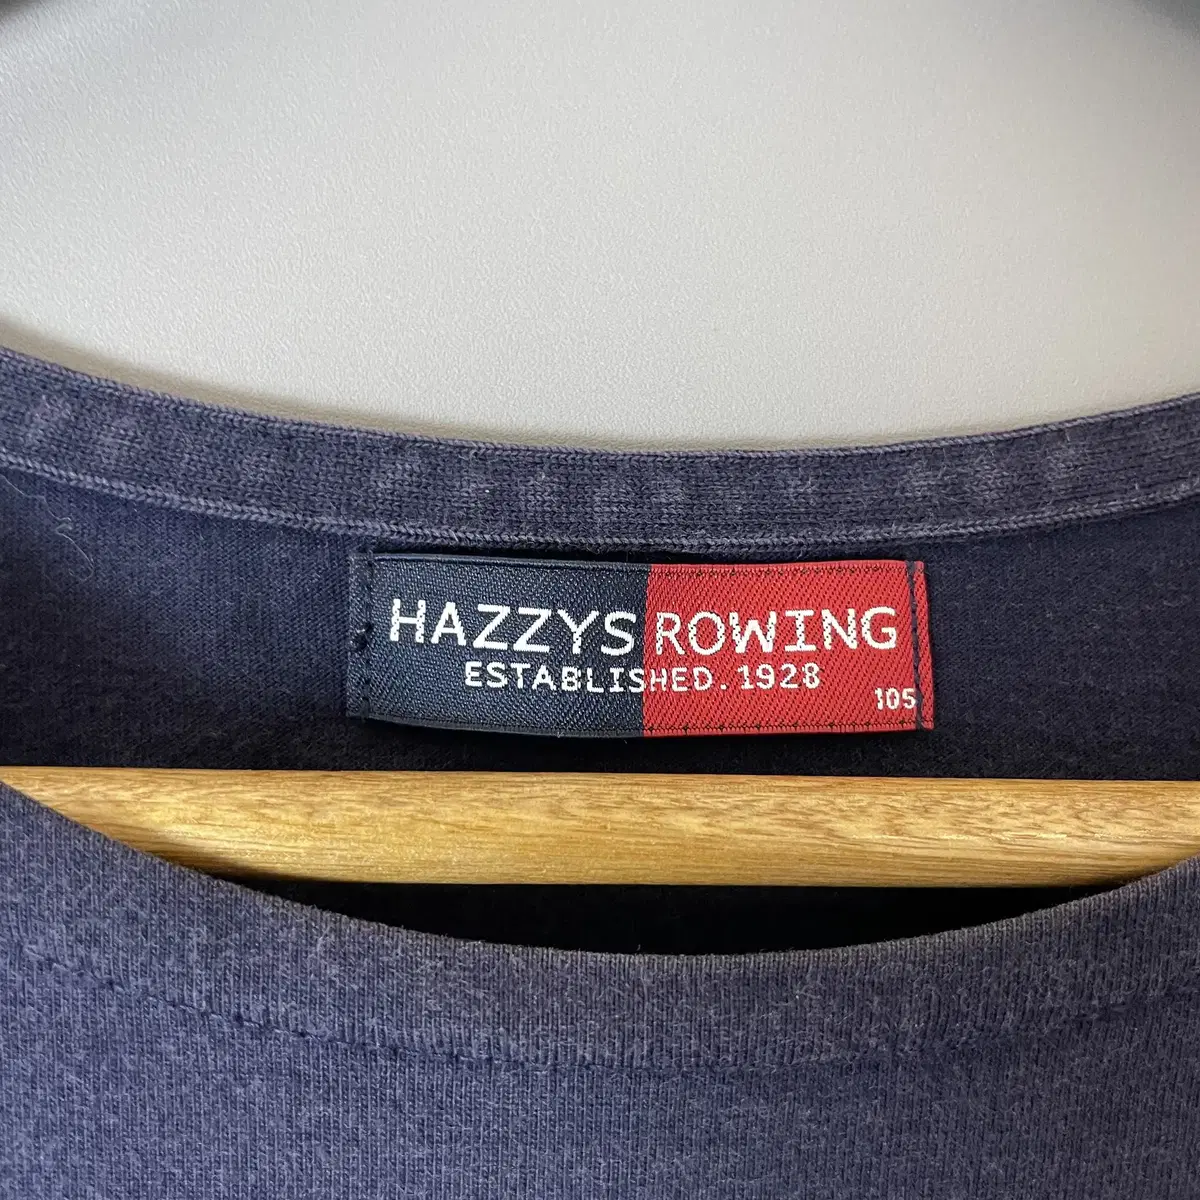 HAZZYS ROWING
ESTABLISHED. 1928
105